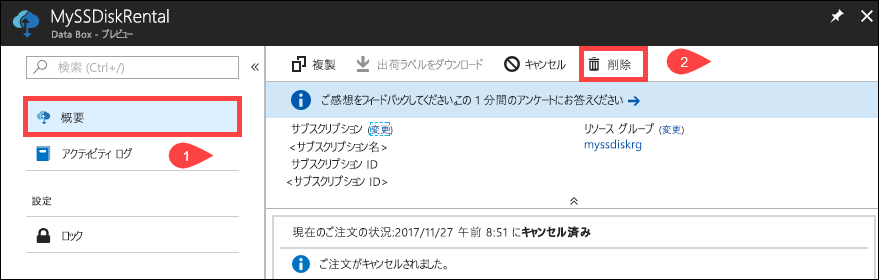 MySSDiskRental
Data Box - プレビュー
検索 (Ctrl+/)
概要
1
アクティビティ ログ
設定
ロック
複製
出荷ラベルをダウンロード
キャンセル
削除
2
ご感想をフィードバックしてください。この 1 分間のアンケートにお答えください →
サブスクリプション (変更)
<サブスクリプション名>
サブスクリプション ID
<サブスクリプション ID>
リソース グループ (変更)
myssdiskrg
現在のご注文の状況:2017/11/27 午前 8:51 にキャンセル済み
ご注文がキャンセルされました。